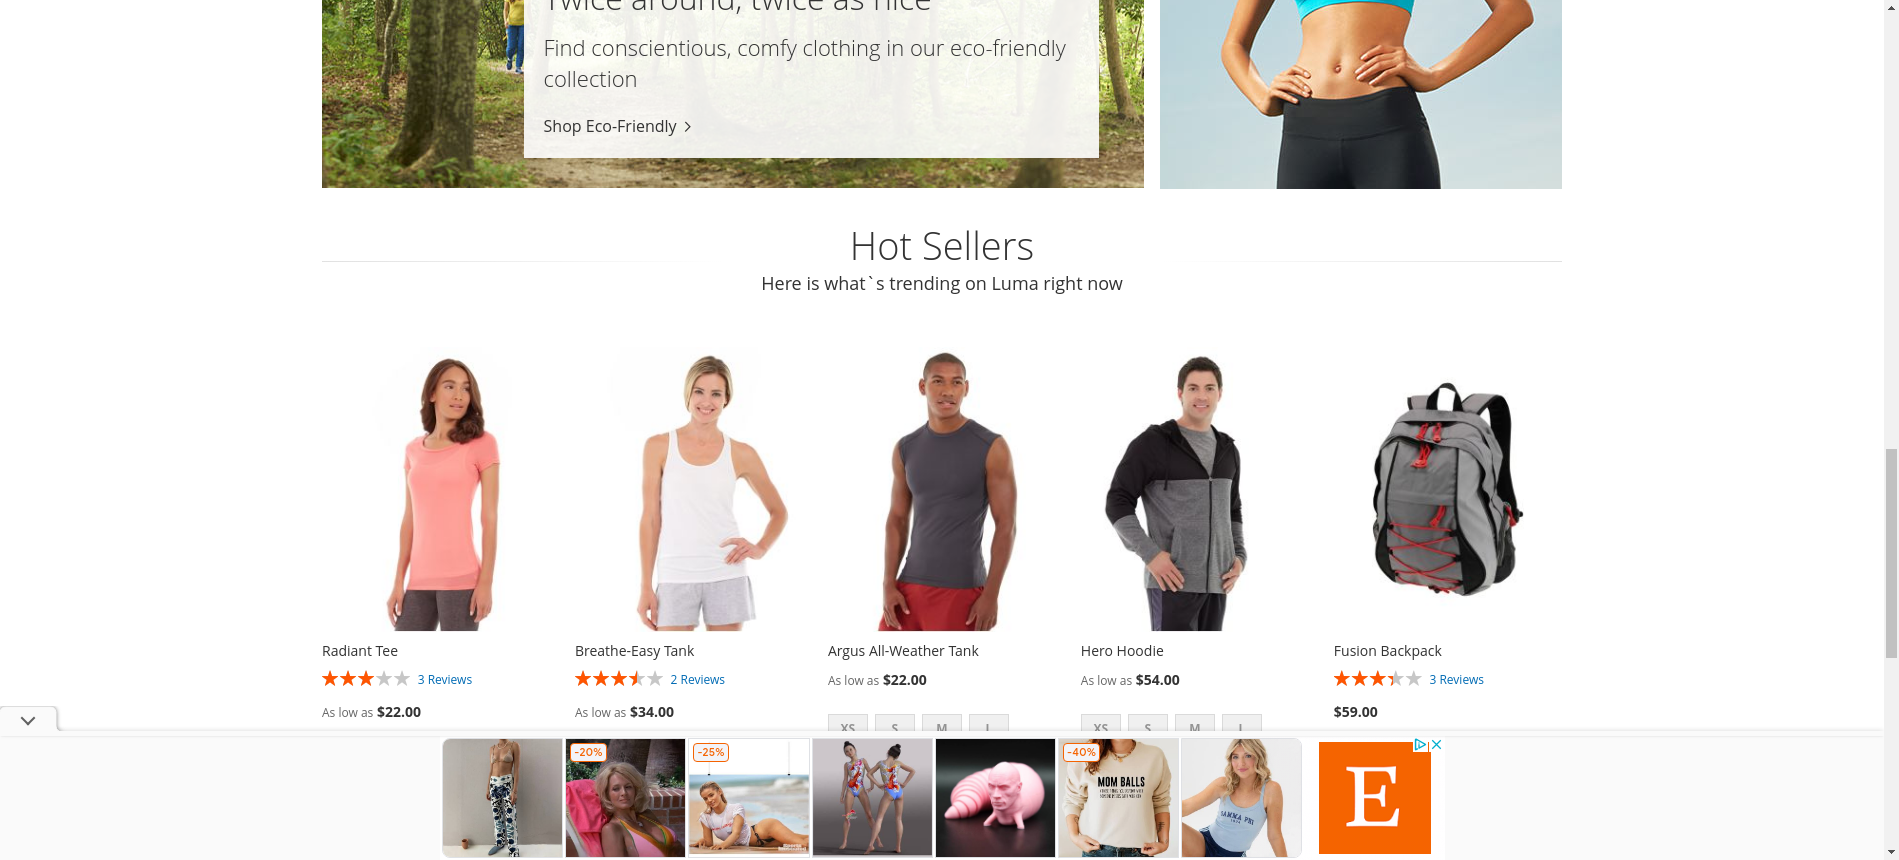 Twice around, twice as nice
Find conscientious, comfy clothing in our eco-friendly
collection
Shop Eco-Friendly
Hot Sellers
Here is what`s trending on Luma right now
Radiant Tee
3 Reviews
As low as $22.00
Breathe-Easy Tank
2 Reviews
As low as $34.00
Argus All-Weather Tank
As low as $22.00
XS S M L
Hero Hoodie
As low as $54.00
XS S M L
Fusion Backpack
3 Reviews
$59.00
-20%
-25%
-40%
MOM BALLS
GAMMA PHI
E